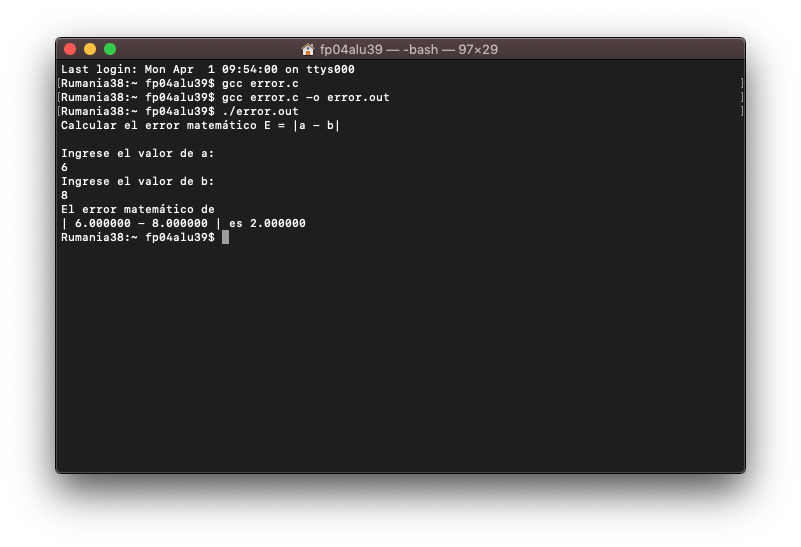 fp04alu39 — -bash — 97×29
Last login: Mon Apr  1 09:54:00 on ttys000
[Rumania38:~ fp04alu39$ gcc error.c ]
[Rumania38:~ fp04alu39$ gcc error.c -o error.out ]
[Rumania38:~ fp04alu39$ ./error.out ]
Calcular el error matemático E = |a - b|
Ingrese el valor de a:
6
Ingrese el valor de b:
8
El error matemático de
| 6.000000 - 8.000000 | es 2.000000
Rumania38:~ fp04alu39$